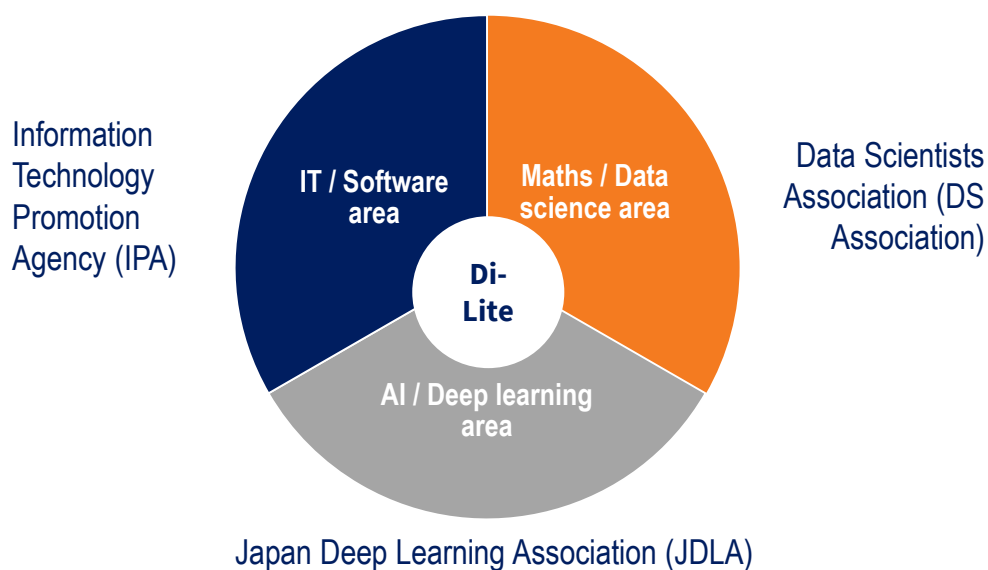 Information
Technology
Promotion
Agency (IPA)
IT / Software
area
Maths / Data
science area
Data Scientists
Association (DS
Association)
Di-
Lite
AI / Deep learning
area
Japan Deep Learning Association (JDLA)